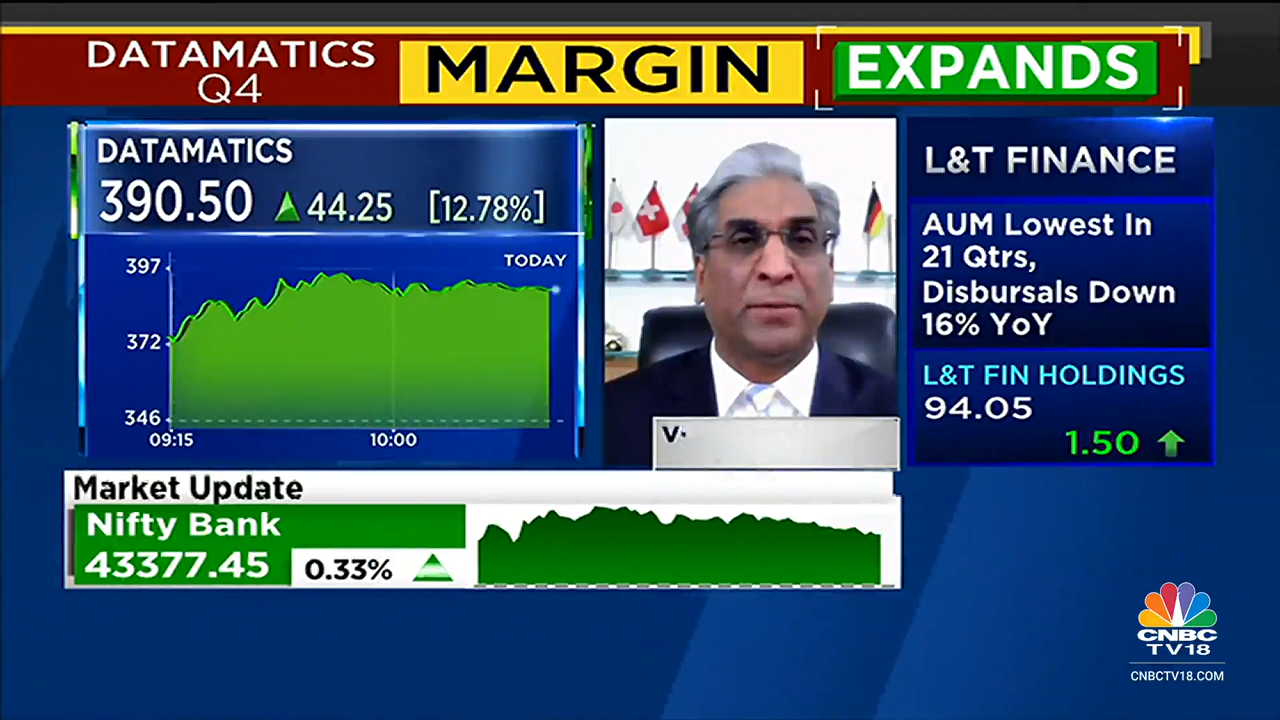 DATAMATICS
Q4
MARGIN
EXPANDS
DATAMATICS
390.50 ▲ 44.25 [12.78%]
TODAY
397
372
346
09:15 10:00
L&T FINANCE
AUM Lowest In
21 Qtrs,
Disbursals Down
16% YoY
L&T FIN HOLDINGS
94.05
1.50
V
Market Update
Nifty Bank
43377.45 0.33%
CNBC
TV18
CNBCTV18.COM